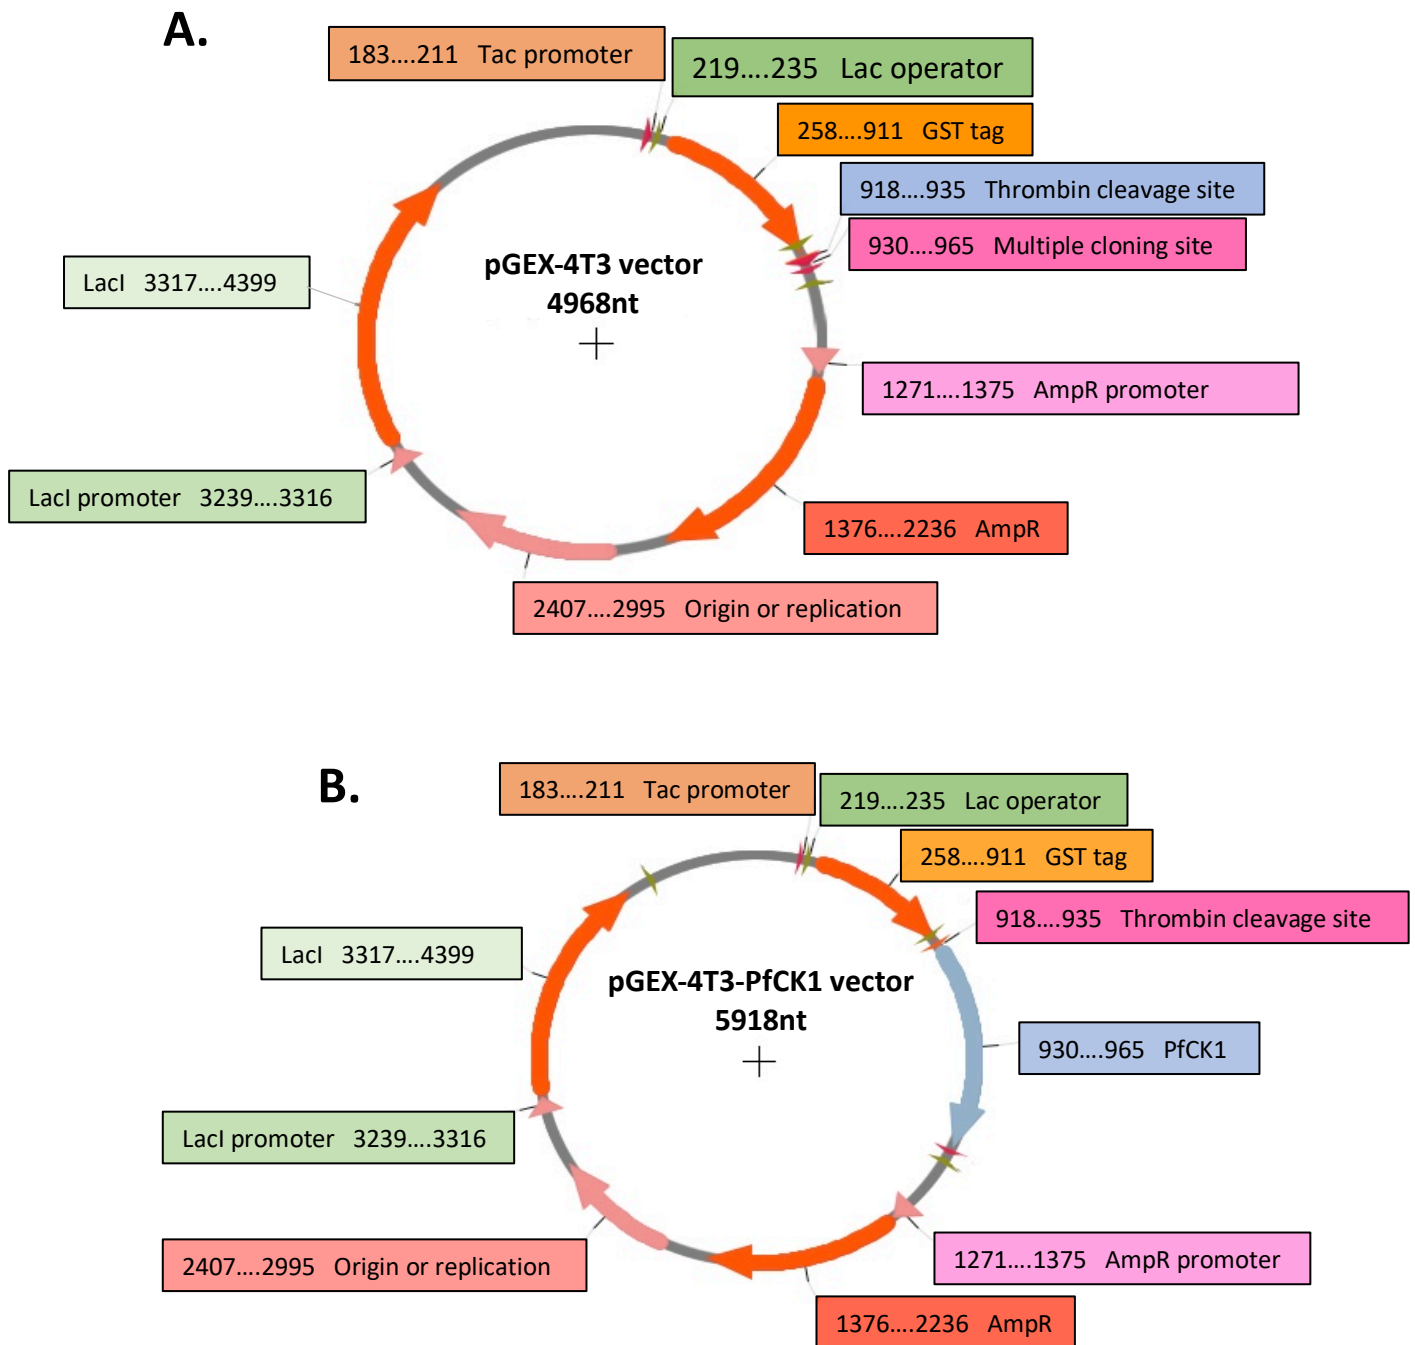 A.
183....211 Tac promoter
219....235 Lac operator
258....911 GST tag
918....935 Thrombin cleavage site
930....965 Multiple cloning site
pGEX-4T3 vector
4968nt
LacI 3317....4399
1271....1375 AmpR promoter
LacI promoter 3239....3316
1376....2236 AmpR
2407....2995 Origin or replication
B.
183....211 Tac promoter
219....235 Lac operator
258....911 GST tag
918....935 Thrombin cleavage site
LacI 3317....4399
pGEX-4T3-PfCK1 vector
5918nt
930....965 PfCK1
LacI promoter 3239....3316
2407....2995 Origin or replication
1271....1375 AmpR promoter
1376....2236 AmpR